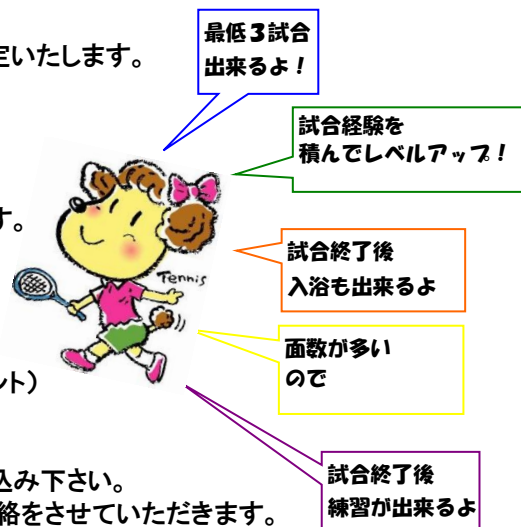 最低３試合
出来るよ！
定いたします。
試合経験を
積んでレベルアップ！
す。
試合終了後
入浴も出来るよ
Tennis
面数が多い
ので
ント）
込み下さい。
試合終了後
練習が出来るよ
絡をさせていただきます。